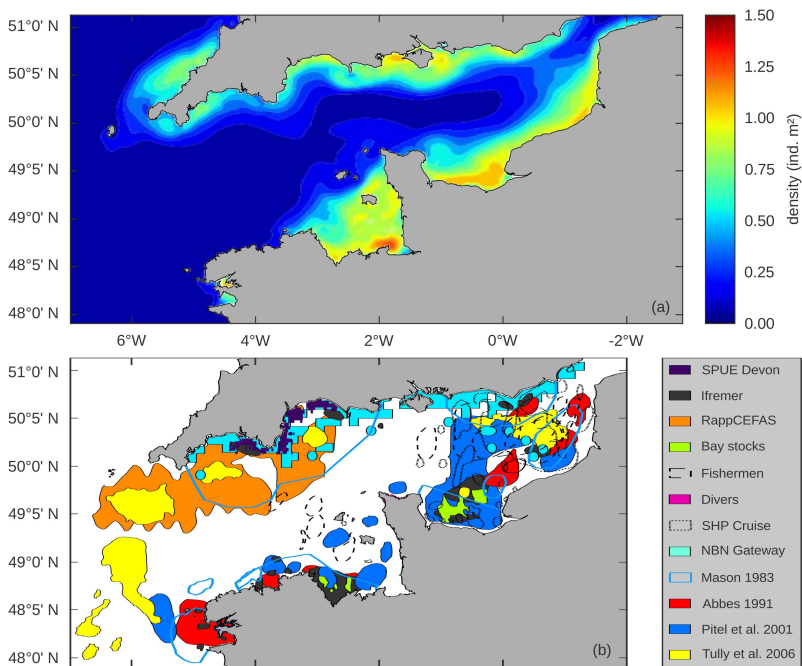 51°0' N
50°5' N
50°0' N
49°5' N
49°0' N
48°5' N
48°0' N
(a)
6°W
4°W
2°W
0°W
-2°W
1.50
1.25
1.00
0.75
0.50
0.25
0.00
density (ind. m²)
51°0' N
50°5' N
50°0' N
49°5' N
49°0' N
48°5' N
48°0' N
(b)
SPUE Devon
Ifremer
RappCEFAS
Bay stocks
Fishermen
Divers
SHP Cruise
NBN Gateway
Mason 1983
Abbes 1991
Pitel et al. 2001
Tully et al. 2006